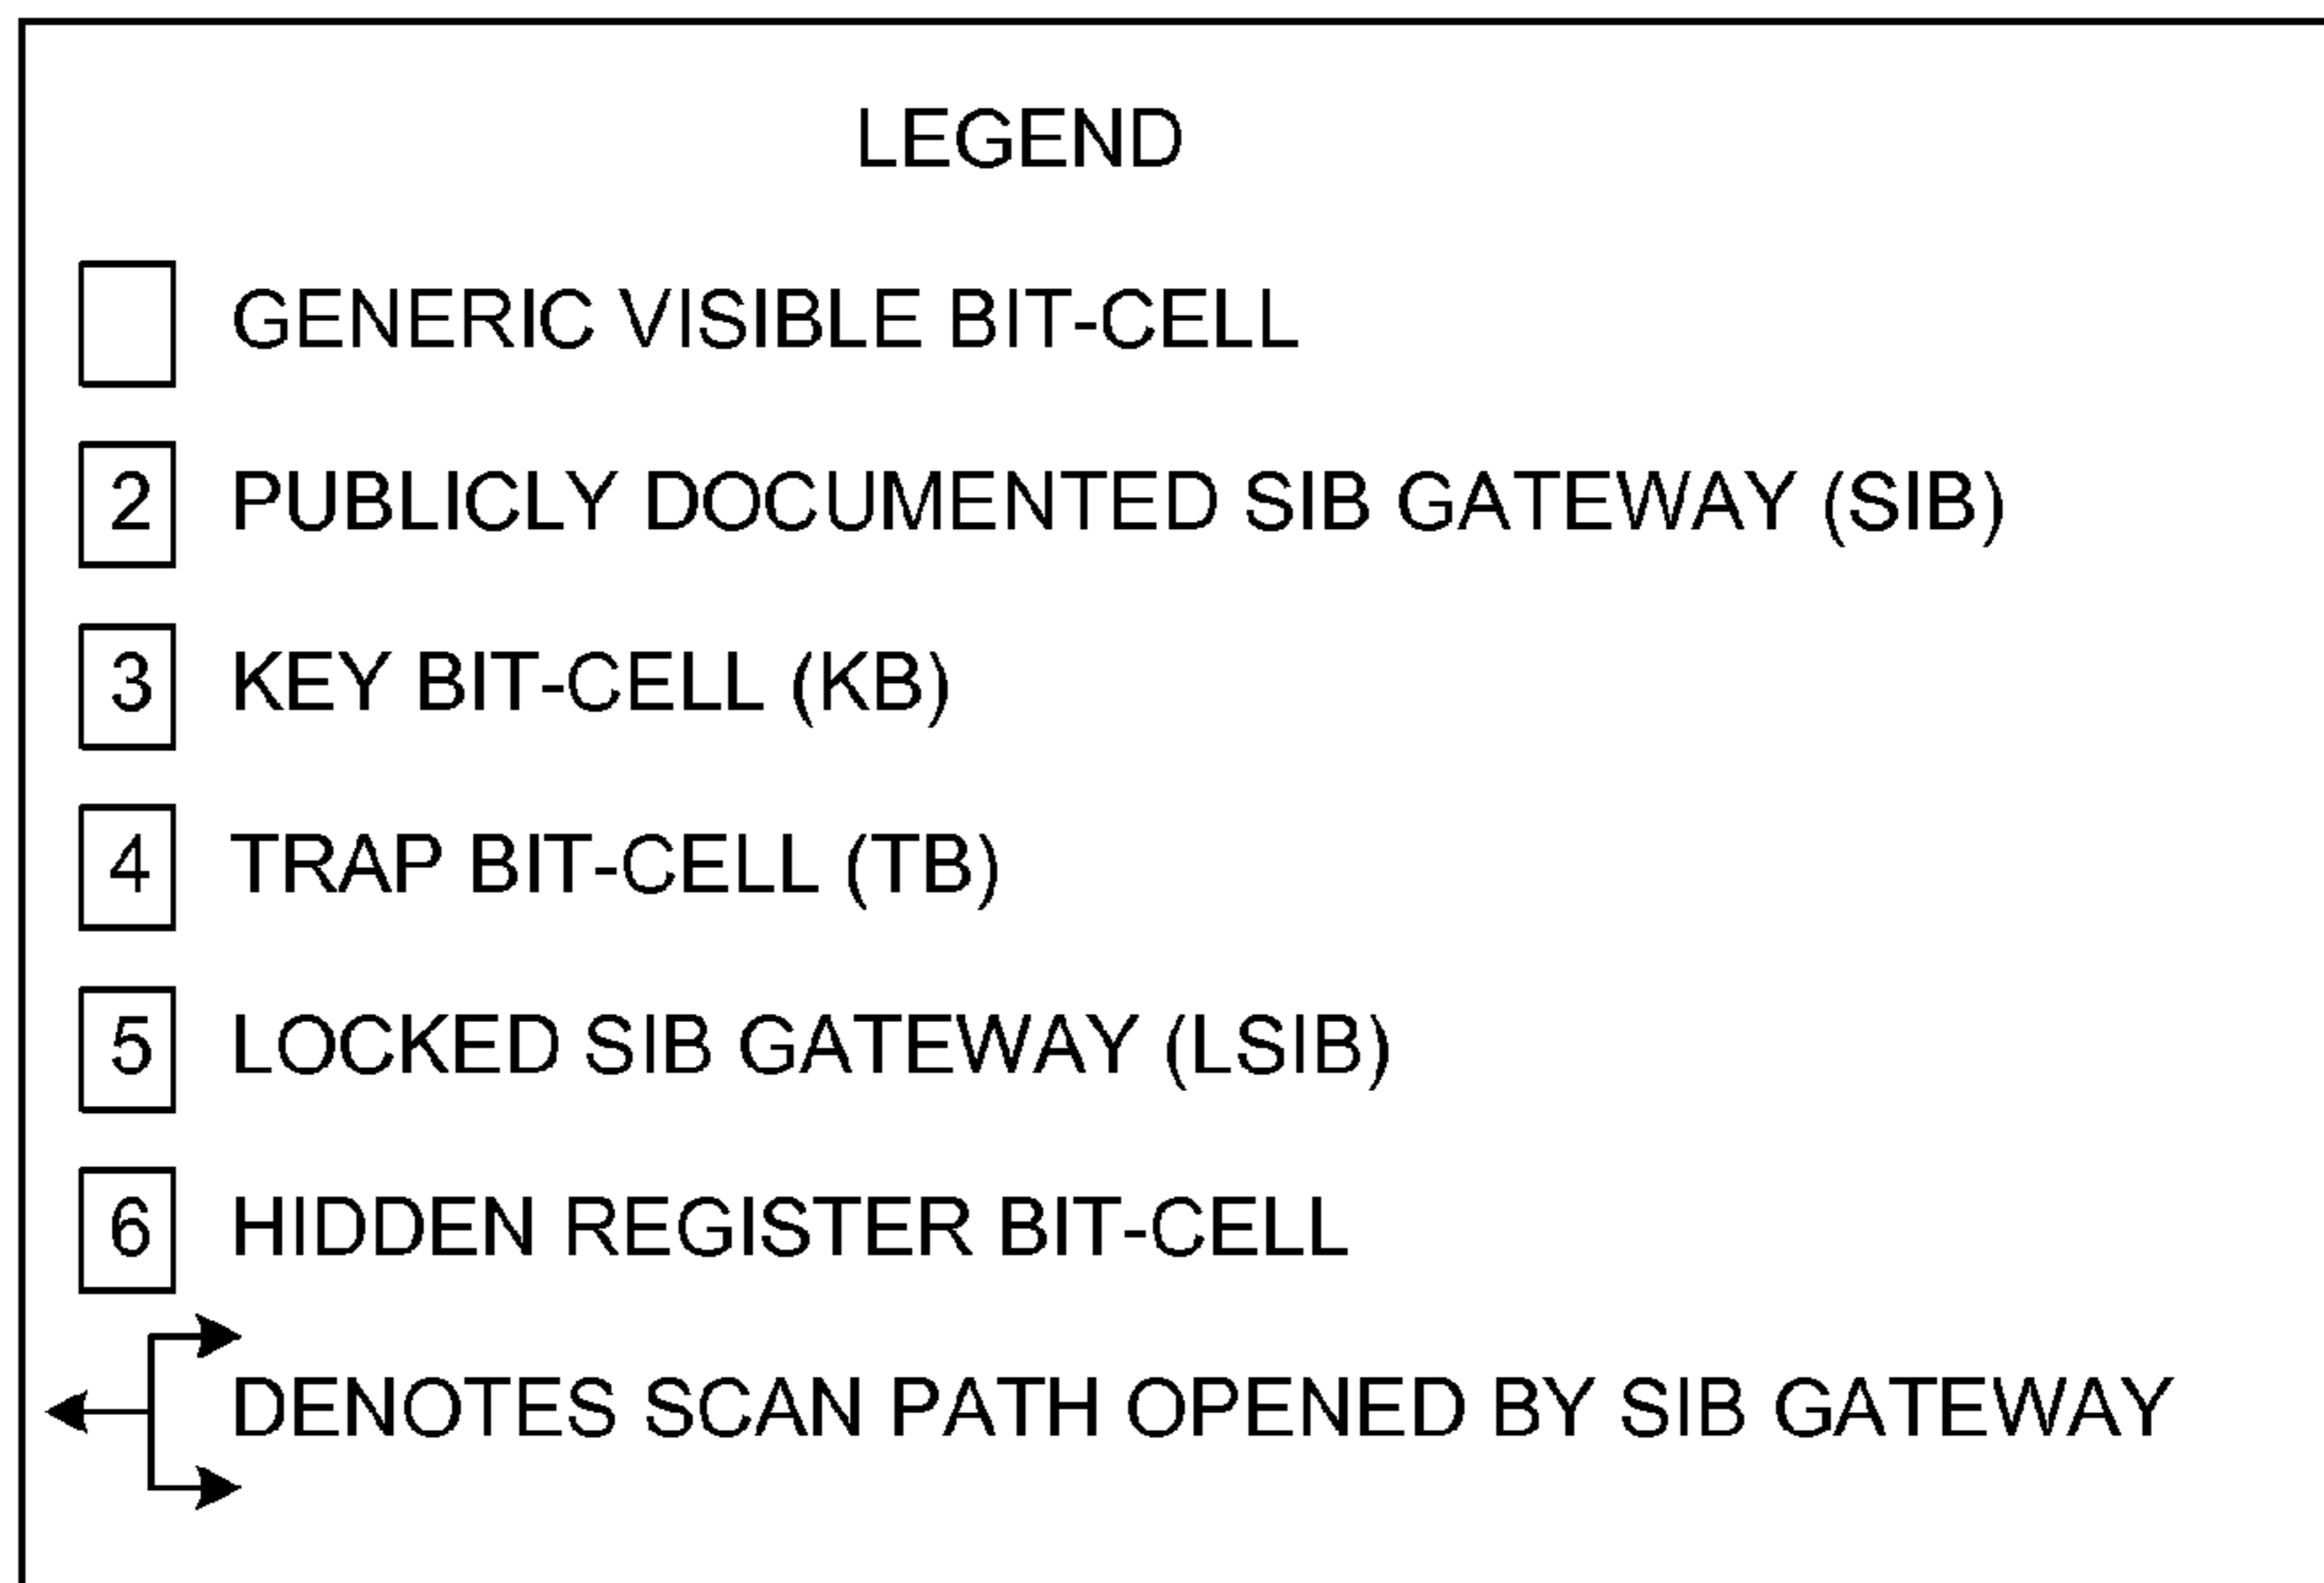 LEGEND
GENERIC VISIBLE BIT-CELL
2 PUBLICLY DOCUMENTED SIB GATEWAY (SIB)
3 KEY BIT-CELL (KB)
4 TRAP BIT-CELL (TB)
5 LOCKED SIB GATEWAY (LSIB)
6 HIDDEN REGISTER BIT-CELL
DENOTES SCAN PATH OPENED BY SIB GATEWAY